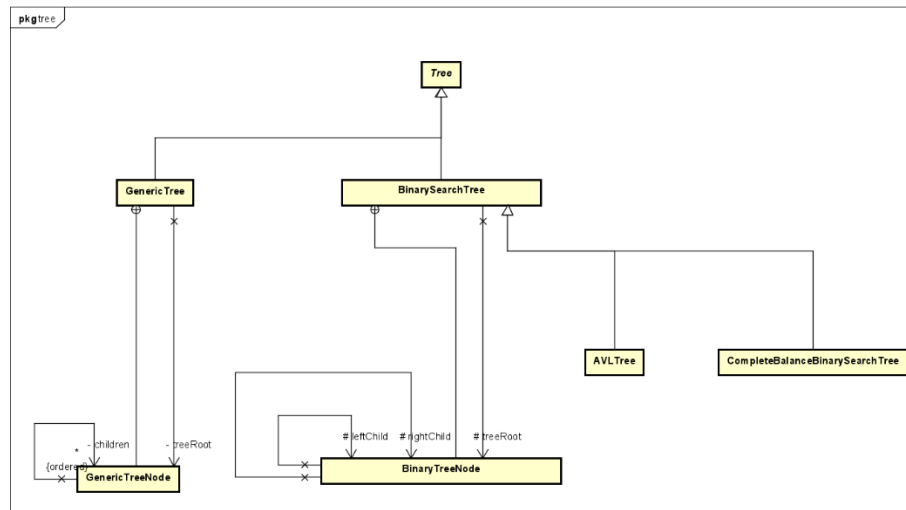 pkg tree
Tree
GenericTree
BinarySearchTree
AVLTree
CompleteBalanceBinarySearchTree
- children
- treeRoot
# leftChild
# rightChild
# treeRoot
*
{ordered}
GenericTreeNode
BinaryTreeNode